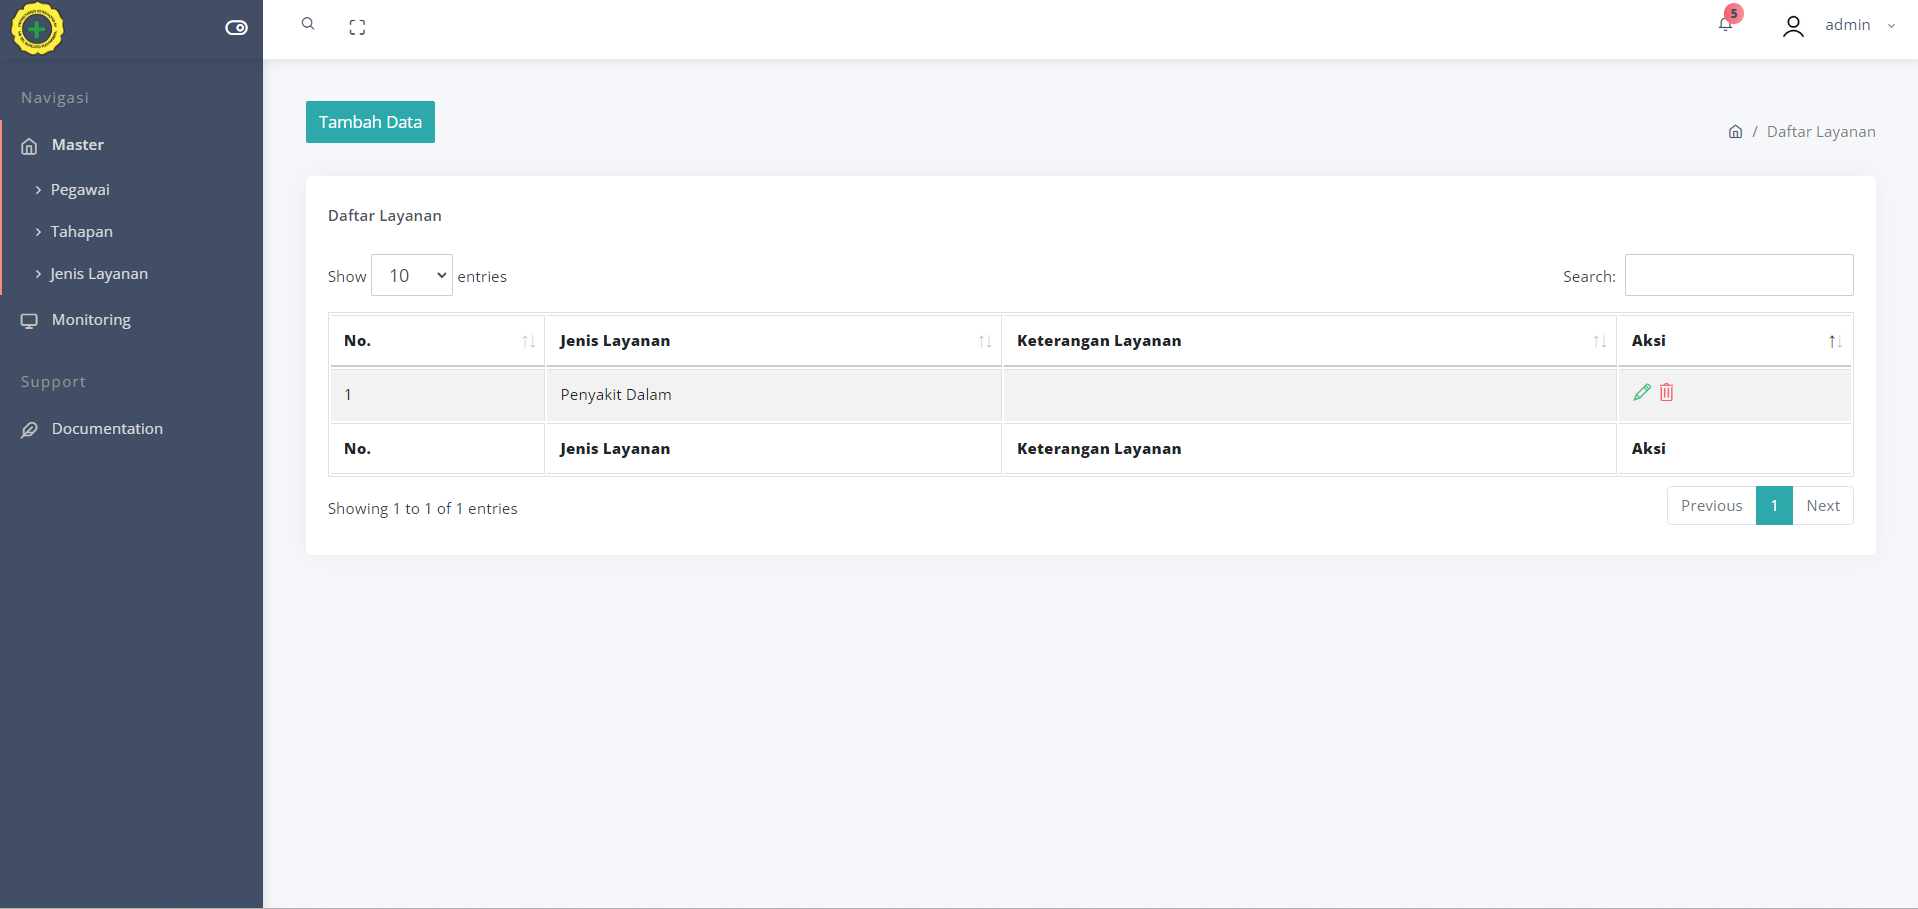 5
admin
Navigasi
Master
Pegawai
Tahapan
Jenis Layanan
Monitoring
Support
Documentation
Tambah Data
/ Daftar Layanan
Daftar Layanan
Show 10 entries
Search:
No. Jenis Layanan Keterangan Layanan Aksi
1 Penyakit Dalam
No. Jenis Layanan Keterangan Layanan Aksi
Showing 1 to 1 of 1 entries
Previous 1 Next